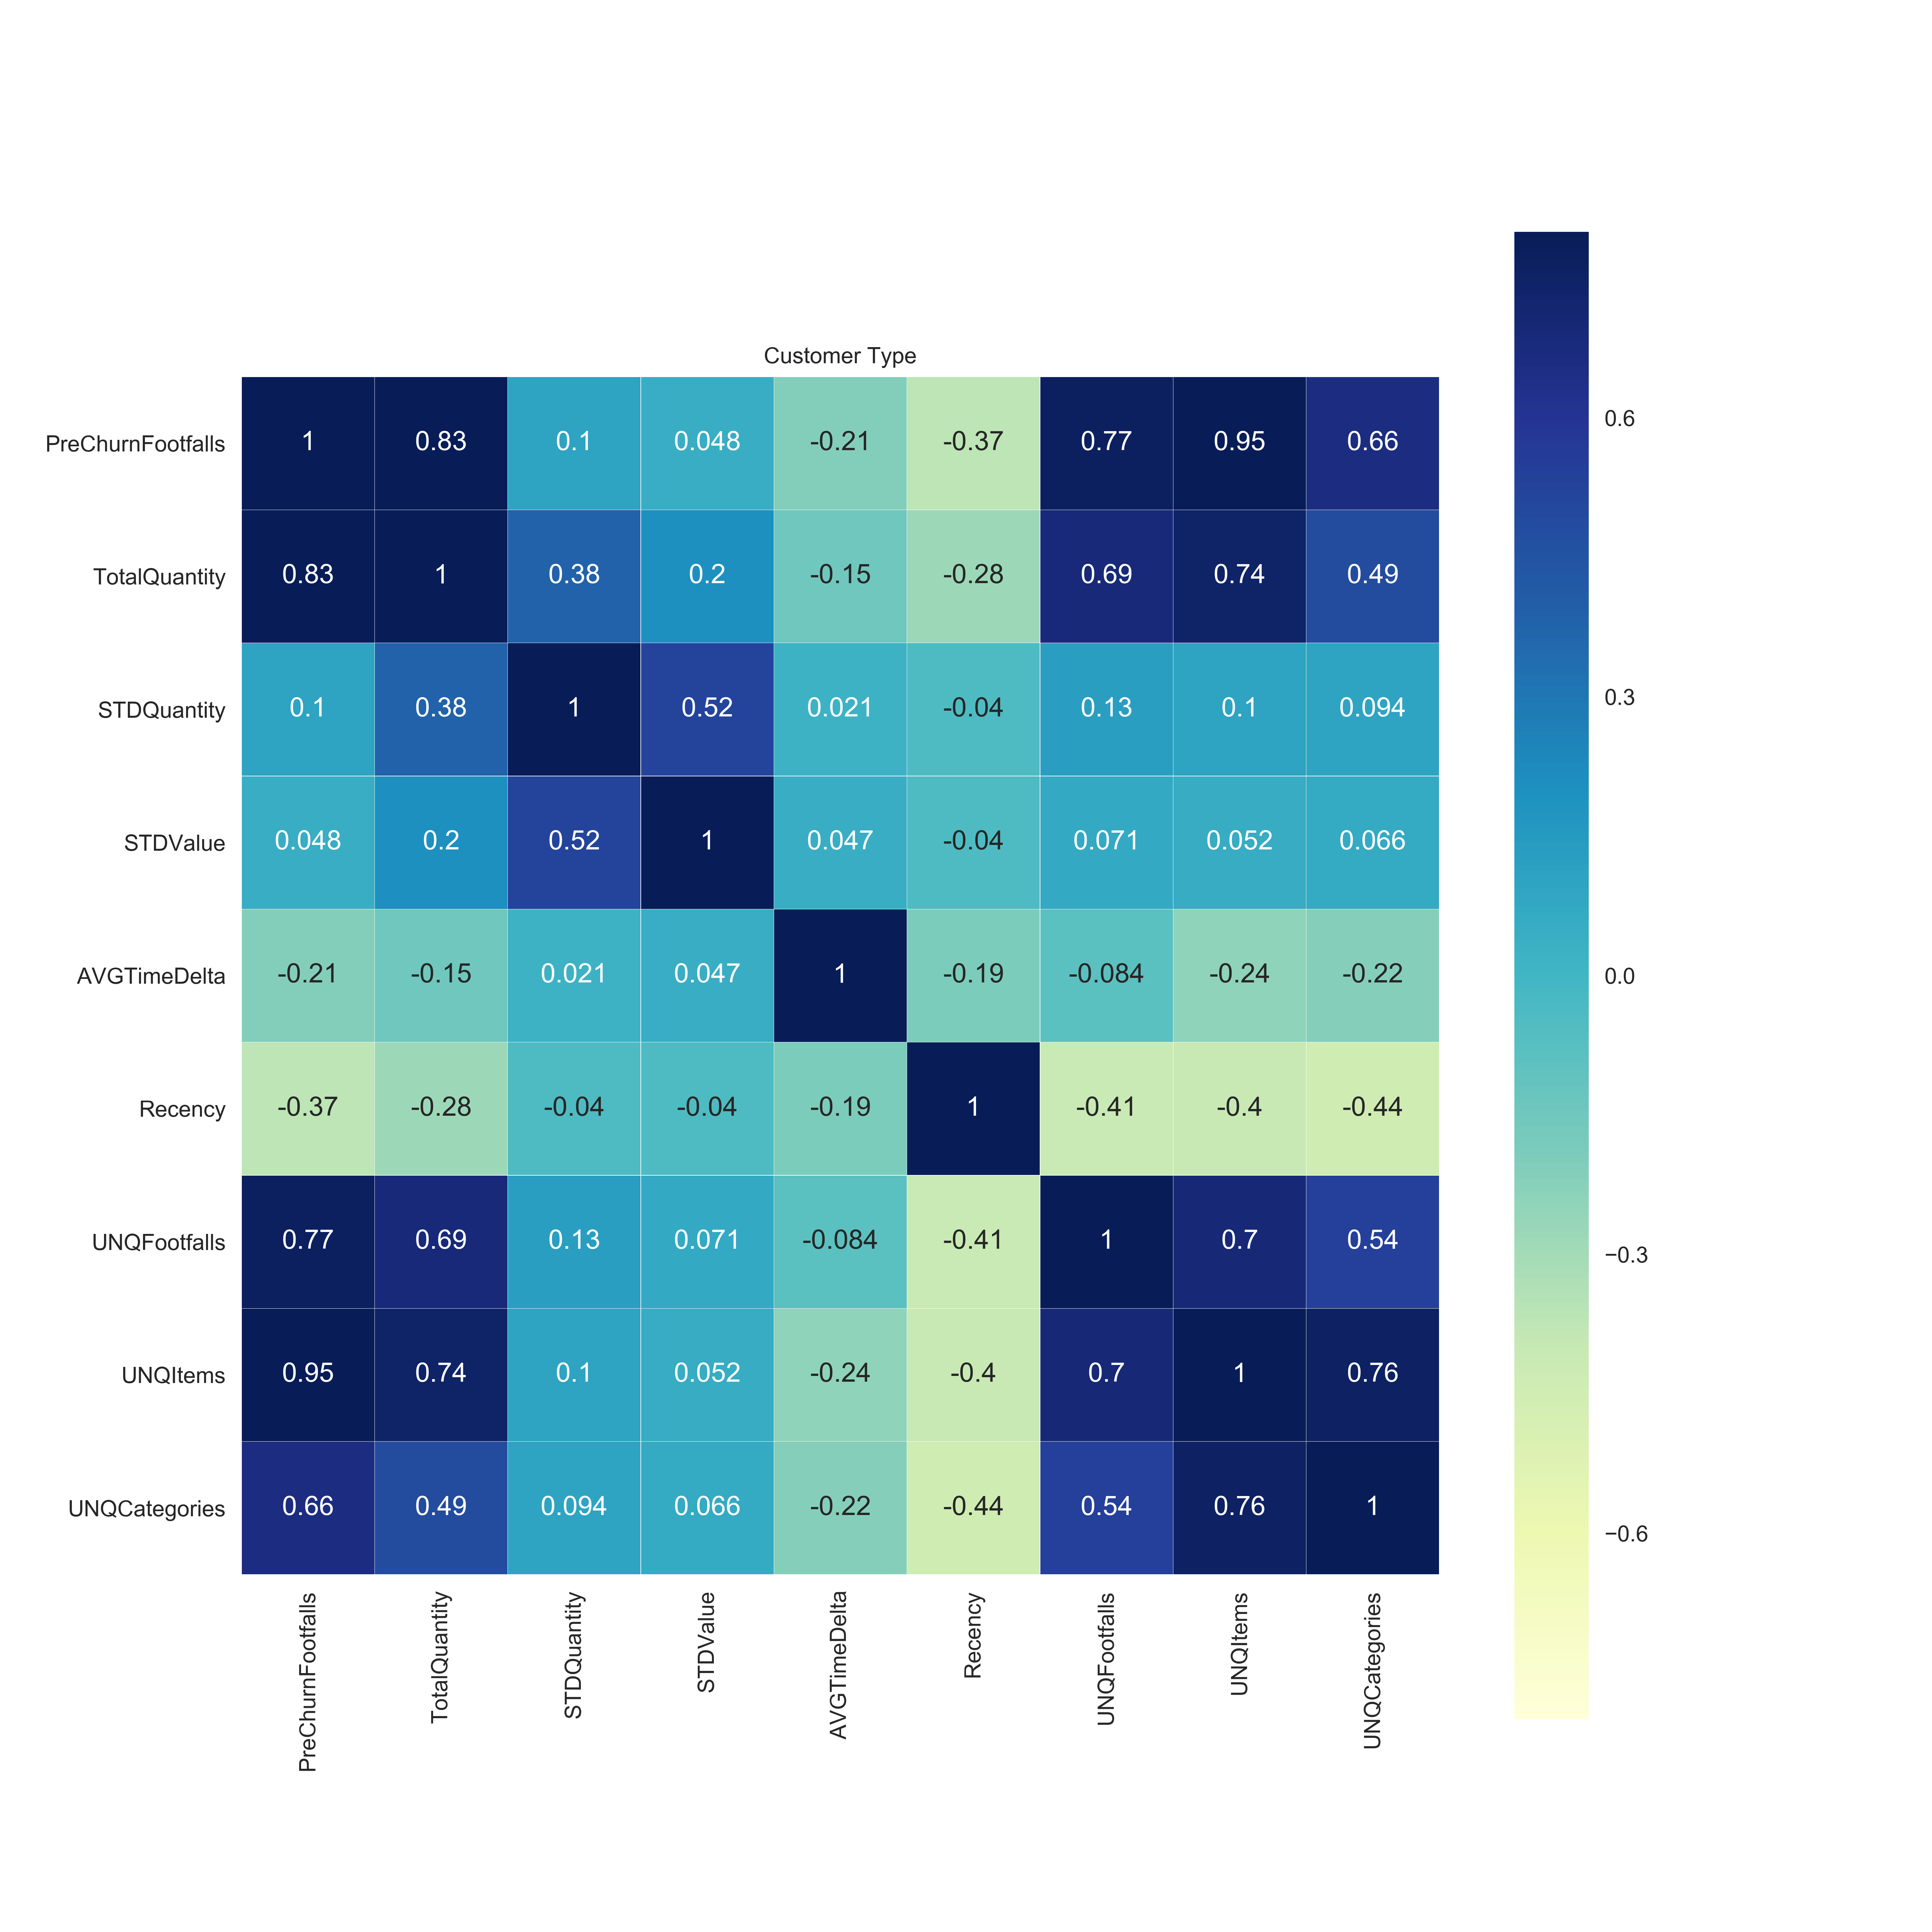 Customer Type
PreChurnFootfalls 1 0.83 0.1 0.048 -0.21 -0.37 0.77 0.95 0.66
TotalQuantity 0.83 1 0.38 0.2 -0.15 -0.28 0.69 0.74 0.49
STDQuantity 0.1 0.38 1 0.52 0.021 -0.04 0.13 0.1 0.094
STDValue 0.048 0.2 0.52 1 0.047 -0.04 0.071 0.052 0.066
AVGTimeDelta -0.21 -0.15 0.021 0.047 1 -0.19 -0.084 -0.24 -0.22
Recency -0.37 -0.28 -0.04 -0.04 -0.19 1 -0.41 -0.4 -0.44
UNQFootfalls 0.77 0.69 0.13 0.071 -0.084 -0.41 1 0.7 0.54
UNQItems 0.95 0.74 0.1 0.052 -0.24 -0.4 0.7 1 0.76
UNQCategories 0.66 0.49 0.094 0.066 -0.22 -0.44 0.54 0.76 1
PreChurnFootfalls
TotalQuantity
STDQuantity
STDValue
AVGTimeDelta
Recency
UNQFootfalls
UNQItems
UNQCategories
0.6
0.3
0.0
−0.3
−0.6